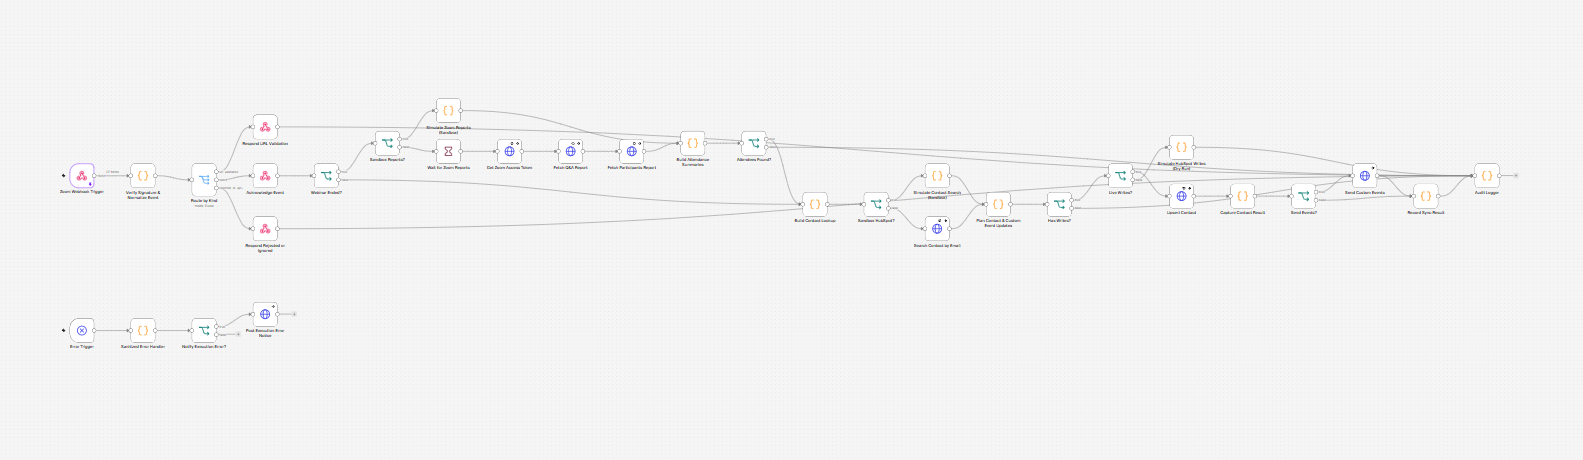 Respond URL Validation
Simulate Zoom Reports
(Sandbox)
Sandbox Reports?
Wait for Zoom Reports
Get Zoom Access Token
Fetch Q&A Report
Fetch Participants Report
Build Attendance
Summaries
Attendees Found?
Zoom Webhook Trigger
Verify Signature &
Normalize Event
Route by Kind
mode: Rules
Acknowledge Event
Webinar Ended?
Respond Rejected or
Ignored
Build Contact Lookup
Sandbox HubSpot?
Simulate Contact Search
(Sandbox)
Search Contact by Email
Plan Contact & Custom
Event Updates
Has Writes?
Live Writes?
Simulate HubSpot Writes
(Dry Run)
Upsert Contact
Capture Contact Result
Send Events?
Send Custom Events
Record Sync Result
Audit Logger
Error Trigger
Sanitized Error Handler
Notify Execution Error?
Post Execution Error
Notice